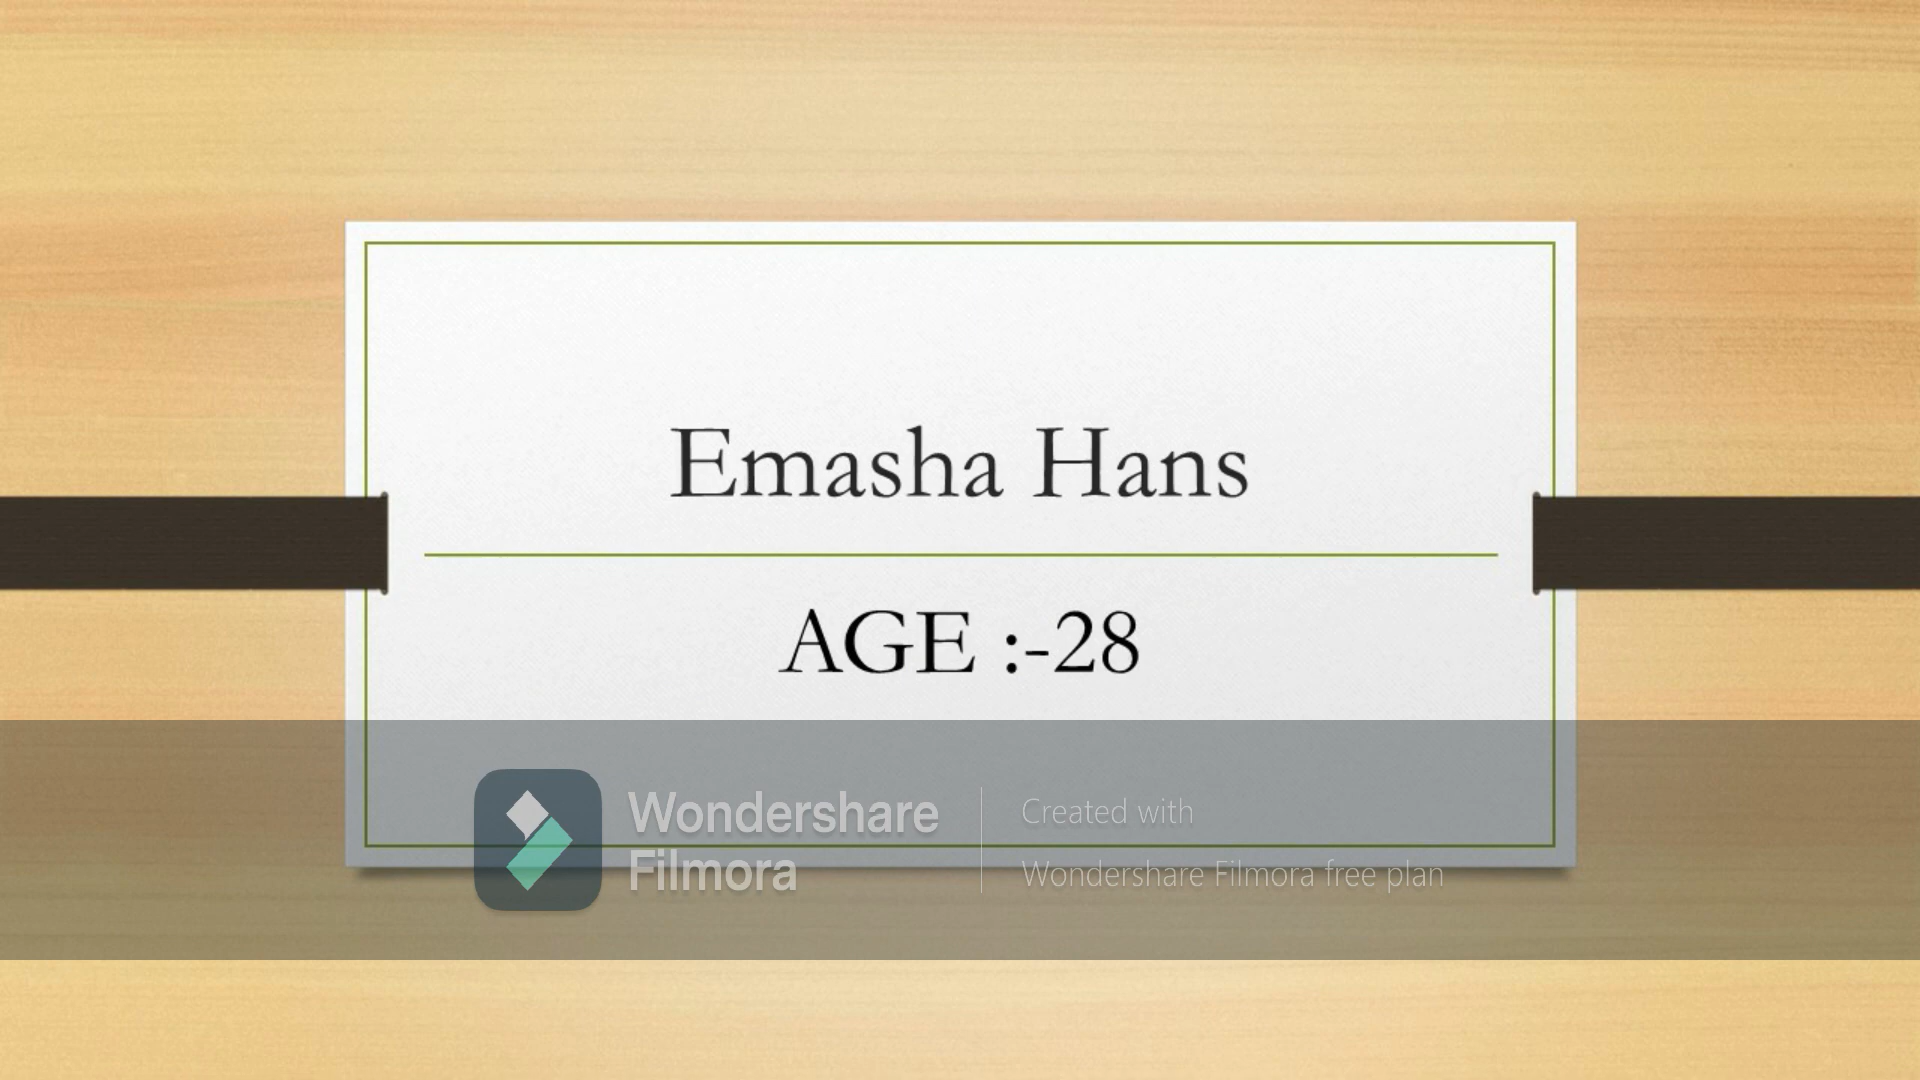 Emasha Hans
AGE :-28
Wondershare
Filmora
Created with
Wondershare Filmora free plan